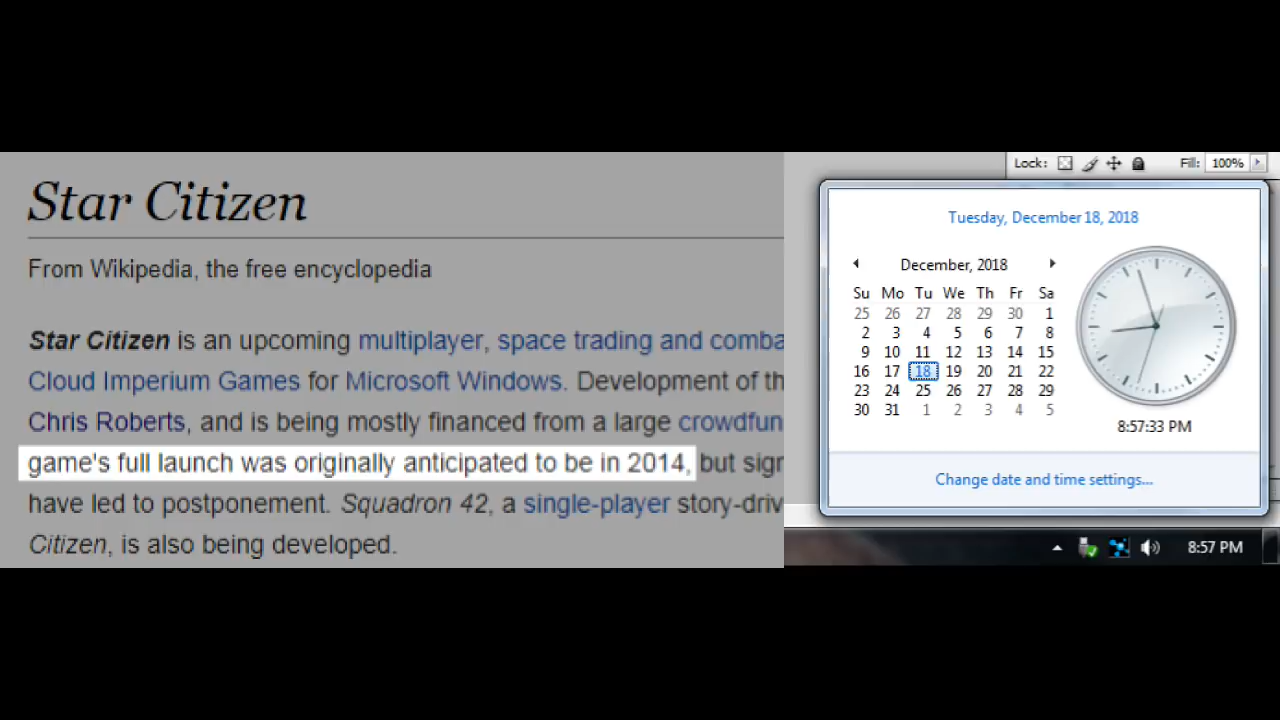 Star Citizen
From Wikipedia, the free encyclopedia
Star Citizen is an upcoming multiplayer, space trading and comba
Cloud Imperium Games for Microsoft Windows. Development of th
Chris Roberts, and is being mostly financed from a large crowdfun
game's full launch was originally anticipated to be in 2014, but sign
have led to postponement. Squadron 42, a single-player story-driv
Citizen, is also being developed.
Lock: Fill: 100%
Tuesday, December 18, 2018
December, 2018
Su Mo Tu We Th Fr Sa
25 26 27 28 29 30 1
2 3 4 5 6 7 8
9 10 11 12 13 14 15
16 17 18 19 20 21 22
23 24 25 26 27 28 29
30 31 1 2 3 4 5
8:57:33 PM
Change date and time settings...
8:57 PM